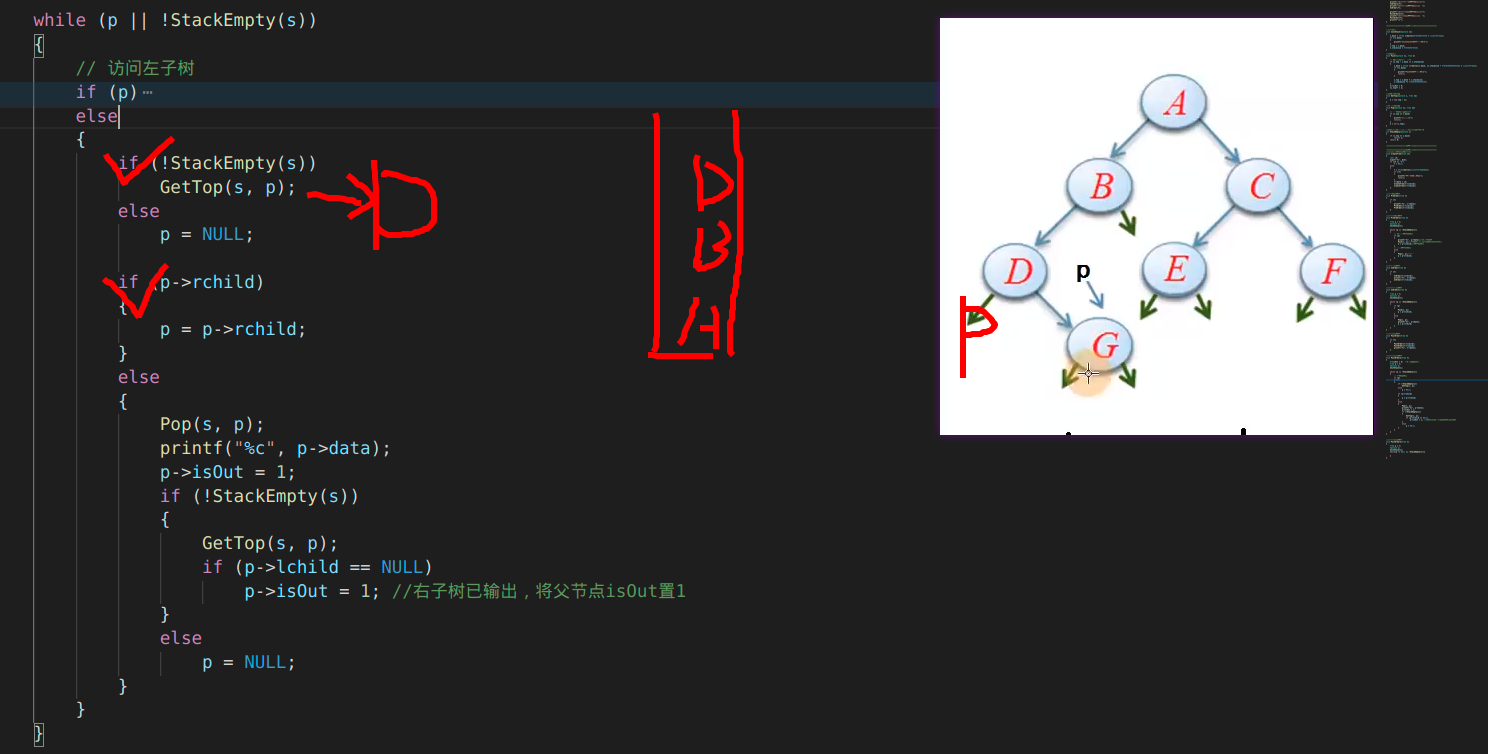 while (p || !StackEmpty(s))
{
// 访问左子树
if (p)⋯
else
{
if (!StackEmpty(s))
GetTop(s, p);
else
p = NULL;
if (p->rchild)
{
p = p->rchild;
}
else
{
Pop(s, p);
printf("%c", p->data);
p->isOut = 1;
if (!StackEmpty(s))
{
GetTop(s, p);
if (p->lchild == NULL)
p->isOut = 1; //右子树已输出，将父节点isOut置1
}
else
p = NULL;
}
}
}
D
D
B
A
A
B
C
D
p
E
F
P
G